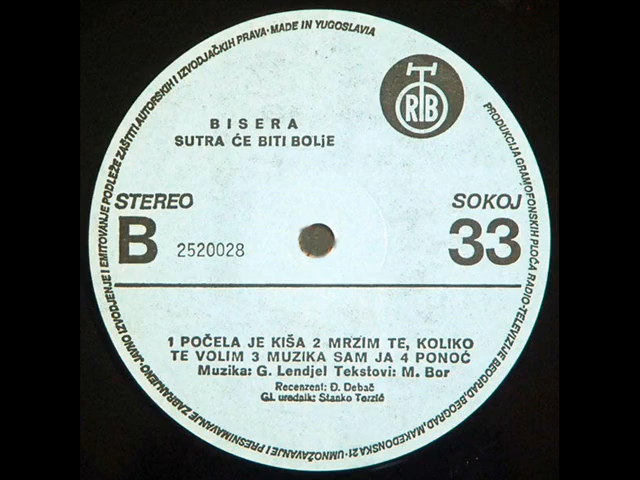 PRODUKCIJA GRAMOFONSKIH PLOČA RADIO-TELEVIZIJE BEOGRAD, BEOGRAD, MAKEDONSKA 21 · UMNOŽAVANJE I PRESNIMAVANJE ZABRANJENO · JAVNO IZVODJENJE I EMITOVANJE PODLEŽE ZAŠTITI AUTORSKIH I IZVODJAČKIH PRAVA · MADE IN YUGOSLAVIA
RTB
BISERA
SUTRA ĆE BITI BOLjE
STEREO
SOKOJ
B
2520028
33
1 POČELA JE KIŠA 2 MRZIM TE, KOLIKO
TE VOLIM 3 MUZIKA SAM JA 4 PONOĆ
Muzika: G. Lendjel Tekstovi: M. Bor
Recenzent: Đ. Debač
Gl. urednik: Stanko Terzić